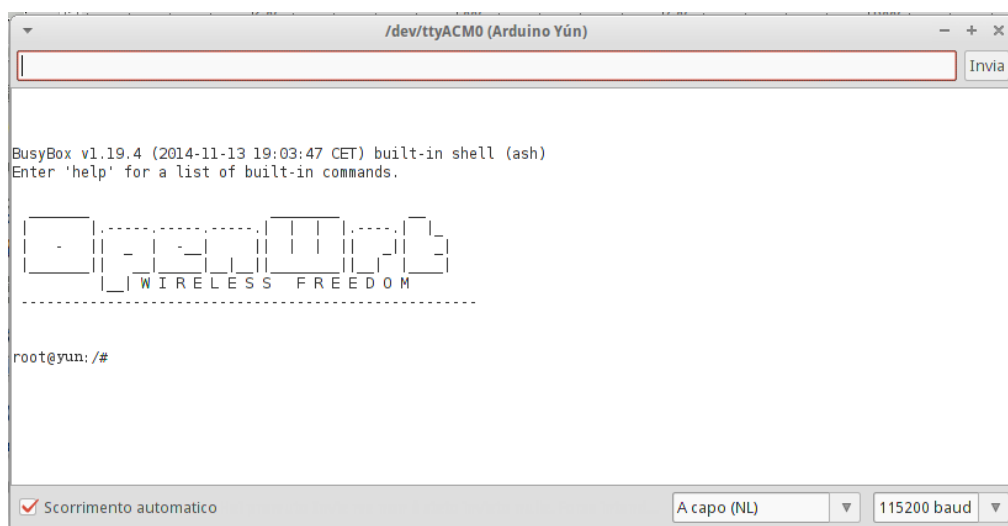 /dev/ttyACM0 (Arduino Yún)
Invia
BusyBox v1.19.4 (2014-11-13 19:03:47 CET) built-in shell (ash)
Enter 'help' for a list of built-in commands.
OpenWrt
W I R E L E S S   F R E E D O M
root@yun:/#
Scorrimento automatico
A capo (NL)
115200 baud